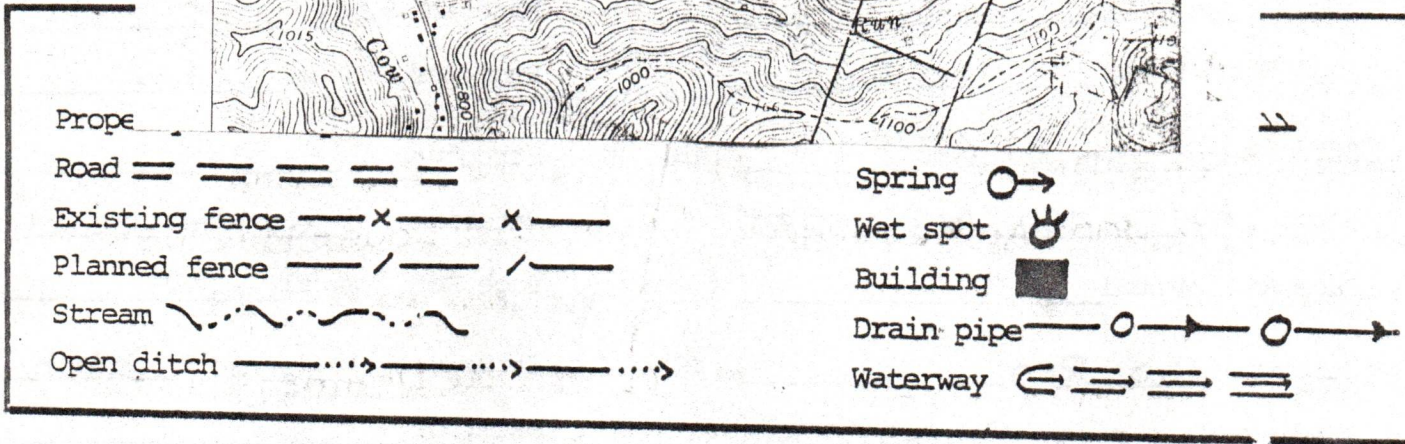 1015
Cow
800
1000
1100
Run
1100
1100
Prope
Road
Existing fence
Planned fence
Stream
Open ditch
Spring
Wet spot
Building
Drain pipe
Waterway